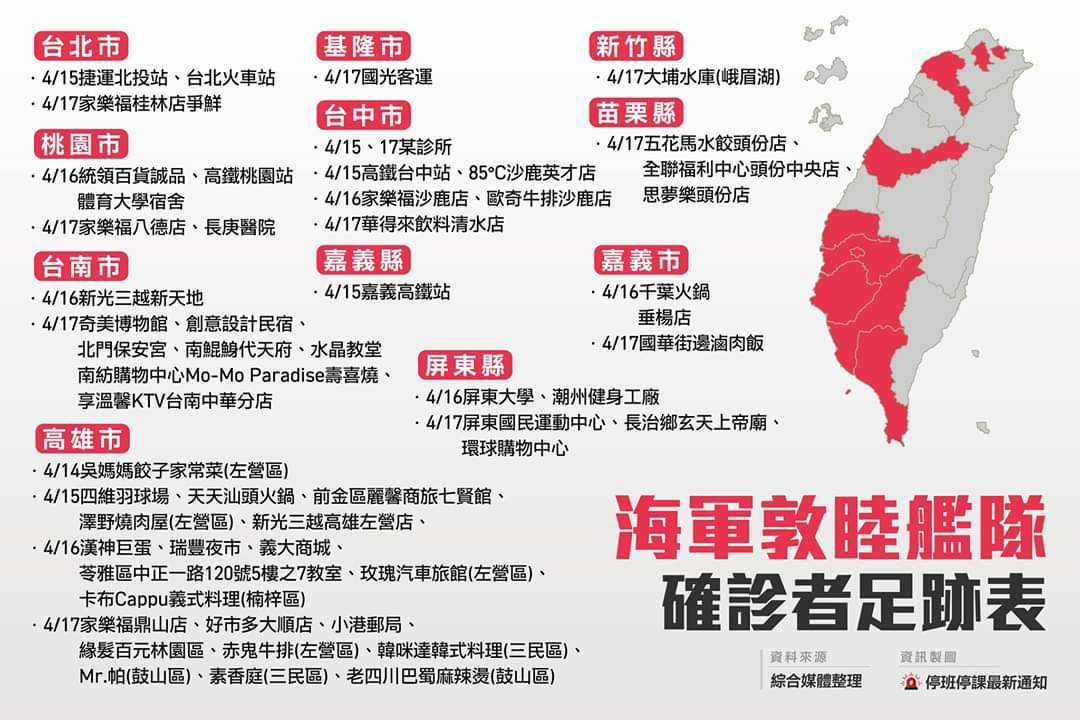 台北市
· 4/15捷運北投站、台北火車站
· 4/17家樂福桂林店爭鮮
桃園市
· 4/16統領百貨誠品、高鐵桃園站
體育大學宿舍
· 4/17家樂福八德店、長庚醫院
台南市
· 4/16新光三越新天地
· 4/17奇美博物館、創意設計民宿、
北門保安宮、南鯤鯓代天府、水晶教堂
南紡購物中心Mo-Mo Paradise壽喜燒、
享溫馨KTV台南中華分店
高雄市
· 4/14吳媽媽餃子家常菜(左營區)
· 4/15四維羽球場、天天汕頭火鍋、前金區麗馨商旅七賢館、
澤野燒肉屋(左營區)、新光三越高雄左營店、
· 4/16漢神巨蛋、瑞豐夜市、義大商城、
苓雅區中正一路120號5樓之7教室、玫瑰汽車旅館(左營區)、
卡布Cappu義式料理(楠梓區)
· 4/17家樂福鼎山店、好市多大順店、小港郵局、
緣髮百元林園區、赤鬼牛排(左營區)、韓咪達韓式料理(三民區)、
Mr.帕(鼓山區)、素香庭(三民區)、老四川巴蜀麻辣燙(鼓山區)
基隆市
· 4/17國光客運
台中市
· 4/15、17某診所
· 4/15高鐵台中站、85°C沙鹿英才店
· 4/16家樂福沙鹿店、歐奇牛排沙鹿店
· 4/17華得來飲料清水店
嘉義縣
· 4/15嘉義高鐵站
屏東縣
· 4/16屏東大學、潮州健身工廠
· 4/17屏東國民運動中心、長治鄉玄天上帝廟、
環球購物中心
新竹縣
· 4/17大埔水庫(峨眉湖)
苗栗縣
· 4/17五花馬水餃頭份店、
全聯福利中心頭份中央店、
思夢樂頭份店
嘉義市
· 4/16千葉火鍋
垂楊店
· 4/17國華街邊滷肉飯
海軍敦睦艦隊
確診者足跡表
資料來源
綜合媒體整理
資訊製圖
停班停課最新通知